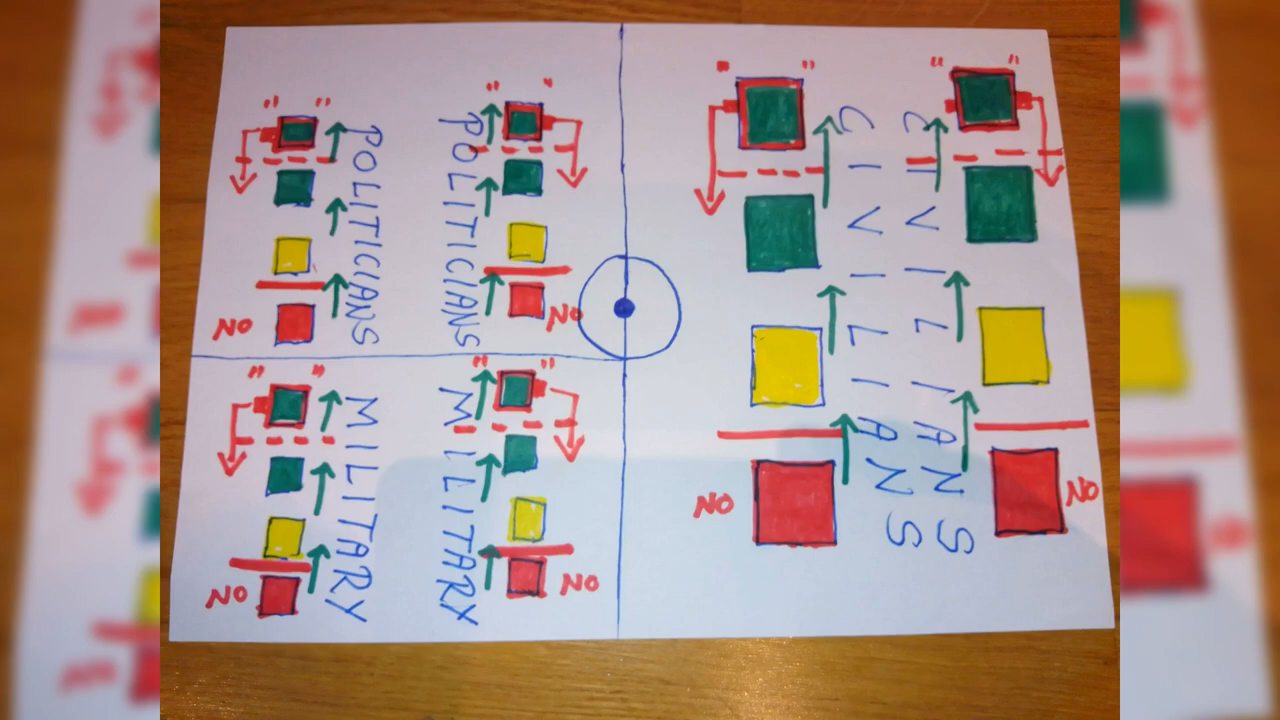 " "
POLITICIANS
NO
" "
POLITICIANS
NO
" "
MILITARY
NO
" "
MILITARY
NO
" "
CIVILIANS
NO
" "
CIVILIANS
NO